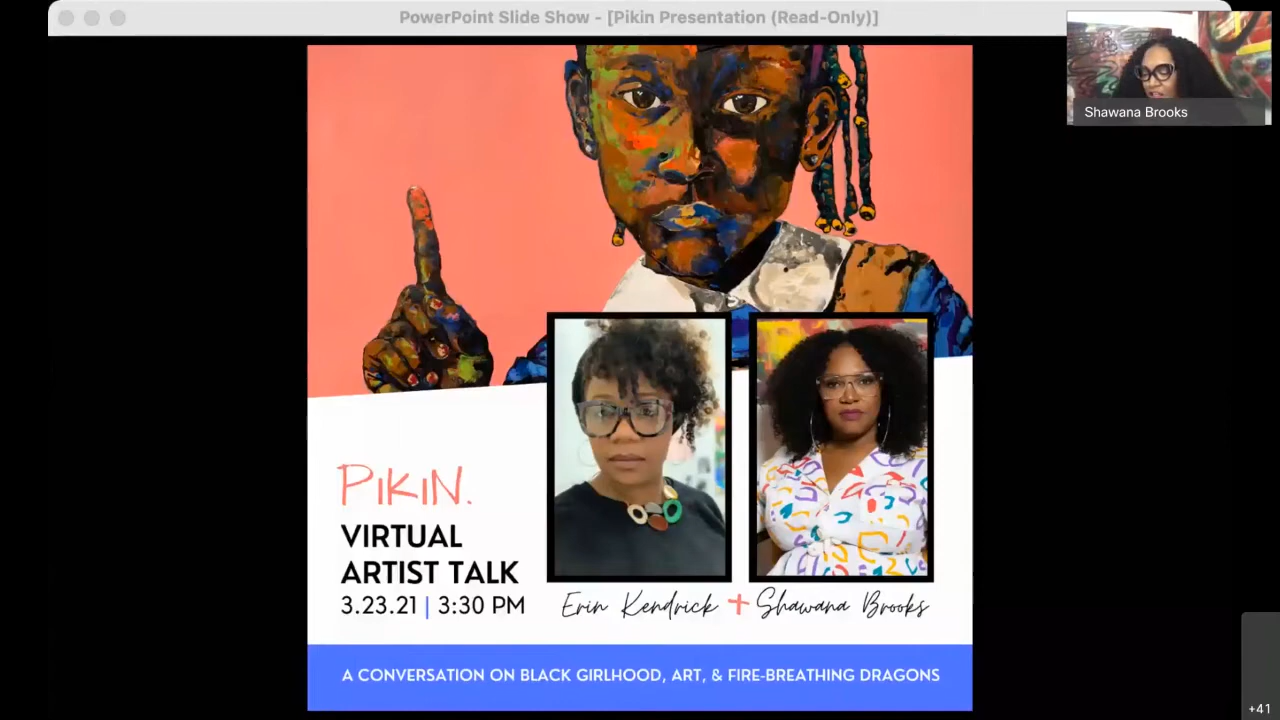 PowerPoint Slide Show - [Pikin Presentation (Read-Only)]
Shawana Brooks
PIKIN.
VIRTUAL
ARTIST TALK
3.23.21 | 3:30 PM
Erin Kendrick + Shawana Brooks
A CONVERSATION ON BLACK GIRLHOOD, ART, & FIRE-BREATHING DRAGONS
+41